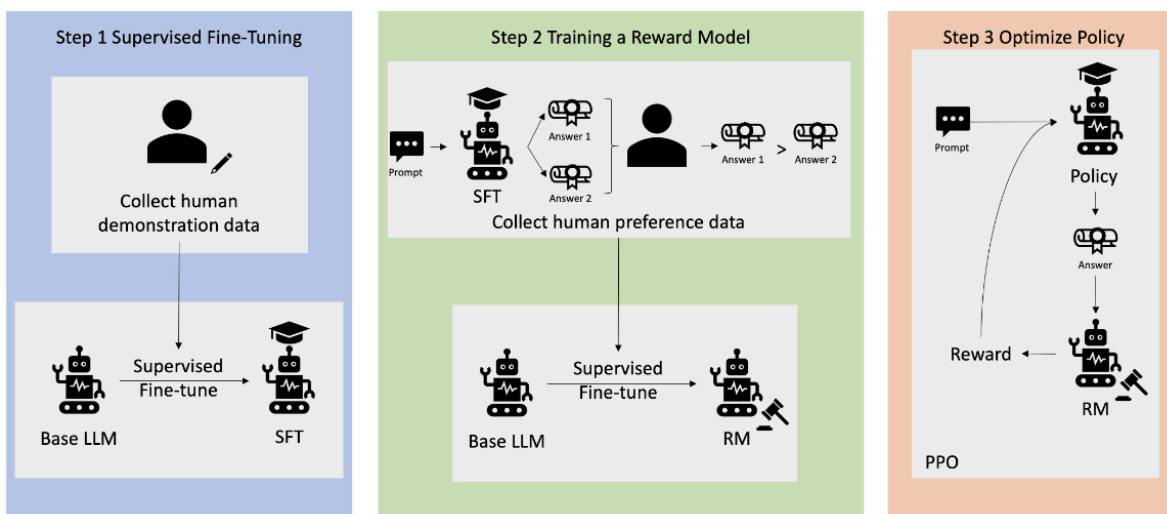 Step 1 Supervised Fine-Tuning
Collect human
demonstration data
Supervised
Fine-tune
Base LLM
SFT
Step 2 Training a Reward Model
Prompt
SFT
Answer 1
Answer 2
Answer 1
>
Answer 2
Collect human preference data
Supervised
Fine-tune
Base LLM
RM
Step 3 Optimize Policy
Prompt
Policy
Answer
Reward
RM
PPO